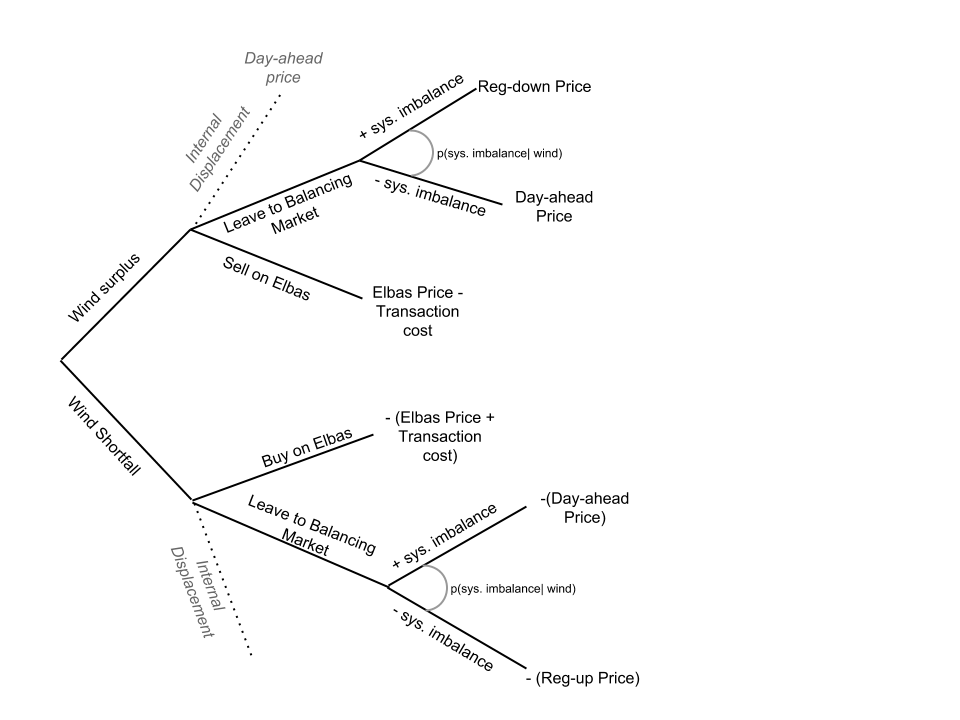 Day-ahead
price
Internal
Displacement
+ sys. imbalance
Reg-down Price
p(sys. imbalance| wind)
- sys. imbalance
Day-ahead
Price
Leave to Balancing
Market
Wind surplus
Sell on Elbas
Elbas Price -
Transaction
cost
Wind Shortfall
Buy on Elbas
- (Elbas Price +
Transaction
cost)
Leave to Balancing
Market
+ sys. imbalance
-(Day-ahead
Price)
p(sys. imbalance| wind)
- sys. imbalance
- (Reg-up Price)
Internal
Displacement